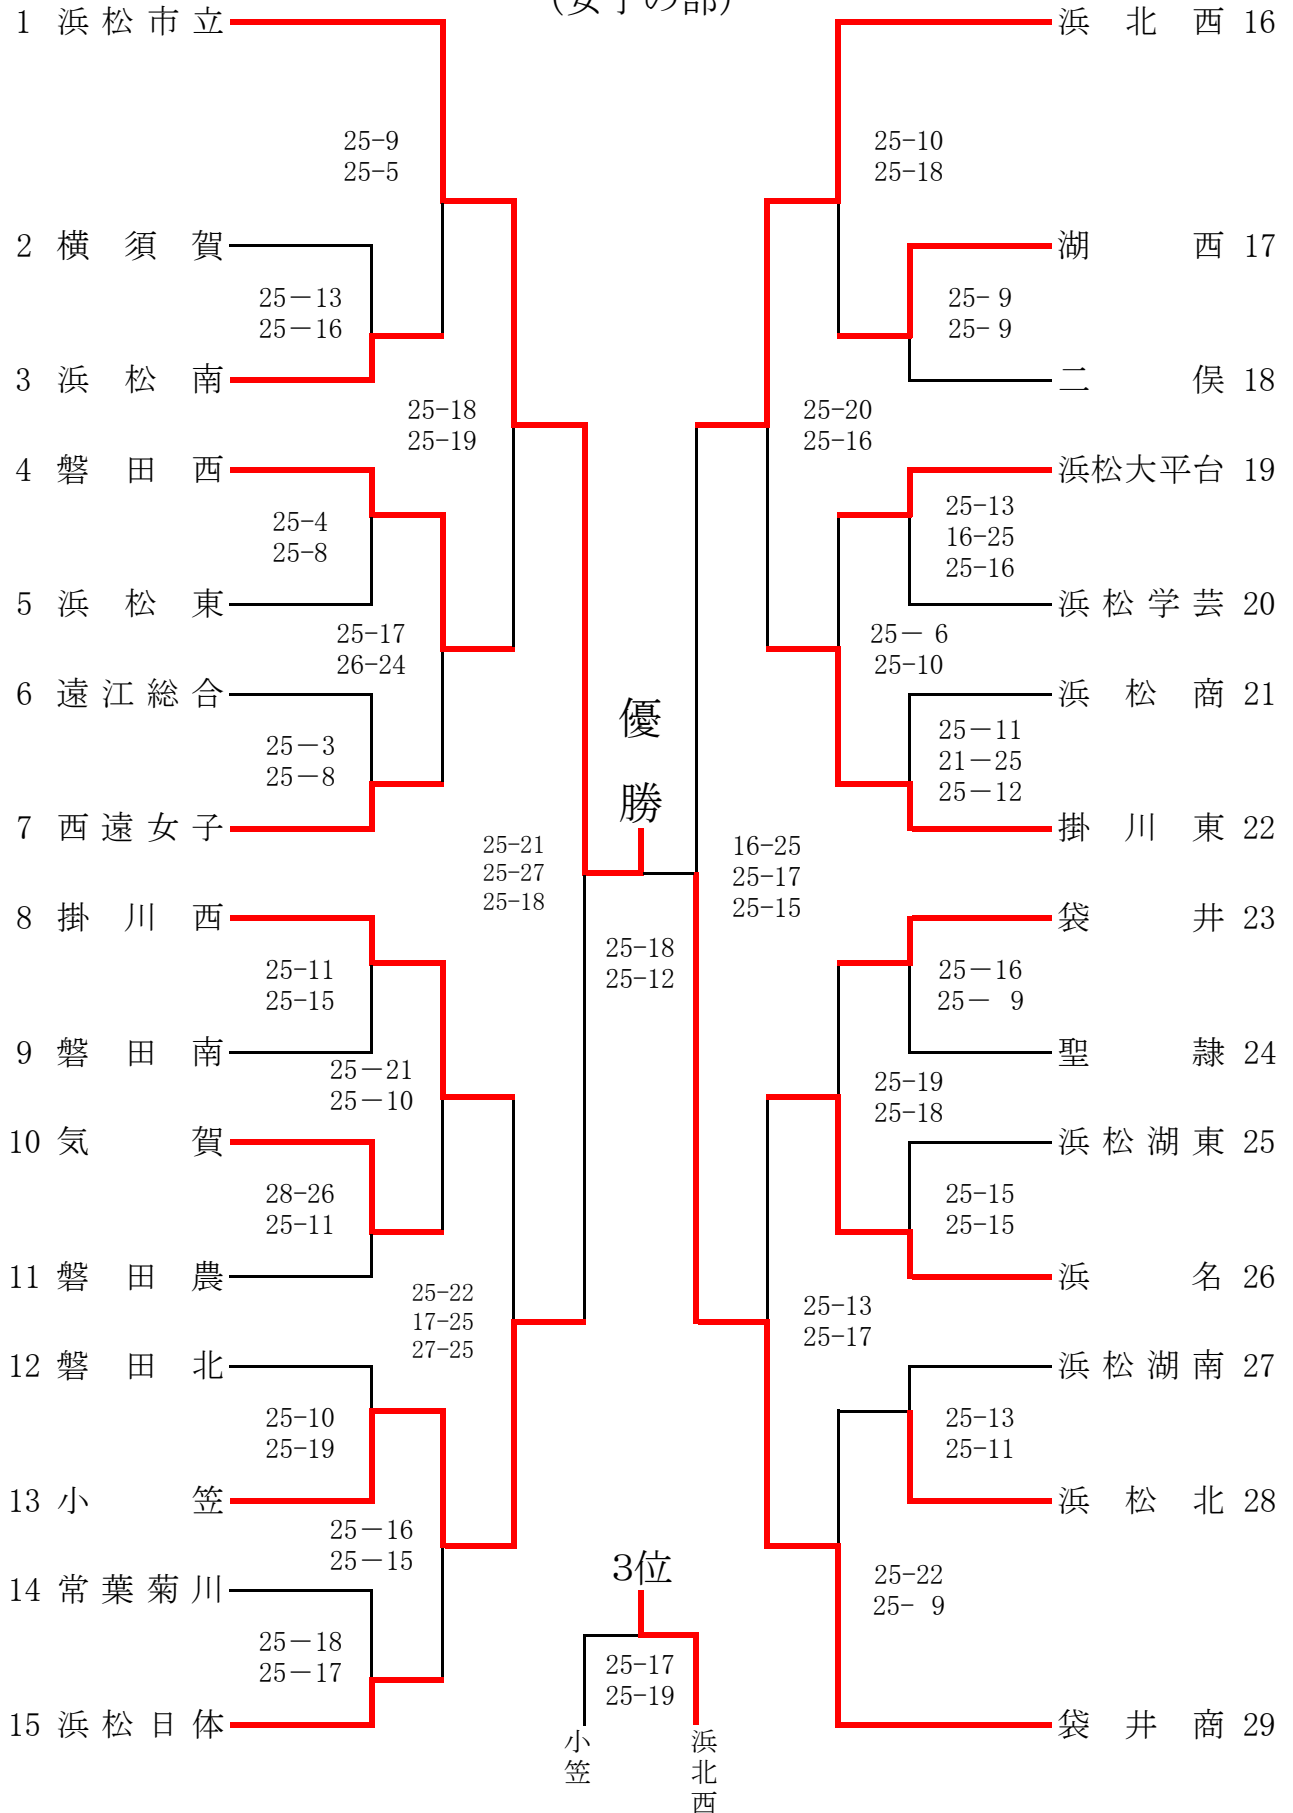 (女子の部)
1 浜松市立
25-9
25-5
2 横須賀
25－13
25－16
3 浜松南
25-18
25-19
4 磐田西
25-4
25-8
5 浜松東
25-17
26-24
6 遠江総合
25－3
25－8
7 西遠女子
25-21
25-27
25-18
8 掛川西
25-11
25-15
9 磐田南
25－21
25－10
10 気賀
28-26
25-11
11 磐田農
25-22
17-25
27-25
12 磐田北
25-10
25-19
13 小笠
25－16
25－15
14 常葉菊川
25－18
25－17
15 浜松日体
優
勝
25-18
25-12
3位
25-17
25-19
小笠
浜北西
浜北西 16
25-10
25-18
湖西 17
25- 9
25- 9
二俣 18
25-20
25-16
浜松大平台 19
25-13
16-25
25-16
浜松学芸 20
25－ 6
25-10
浜松商 21
25－11
21－25
25－12
掛川東 22
16-25
25-17
25-15
袋井 23
25－16
25－ 9
聖隷 24
25-19
25-18
浜松湖東 25
25-15
25-15
浜名 26
25-13
25-17
浜松湖南 27
25-13
25-11
浜松北 28
25-22
25- 9
袋井商 29